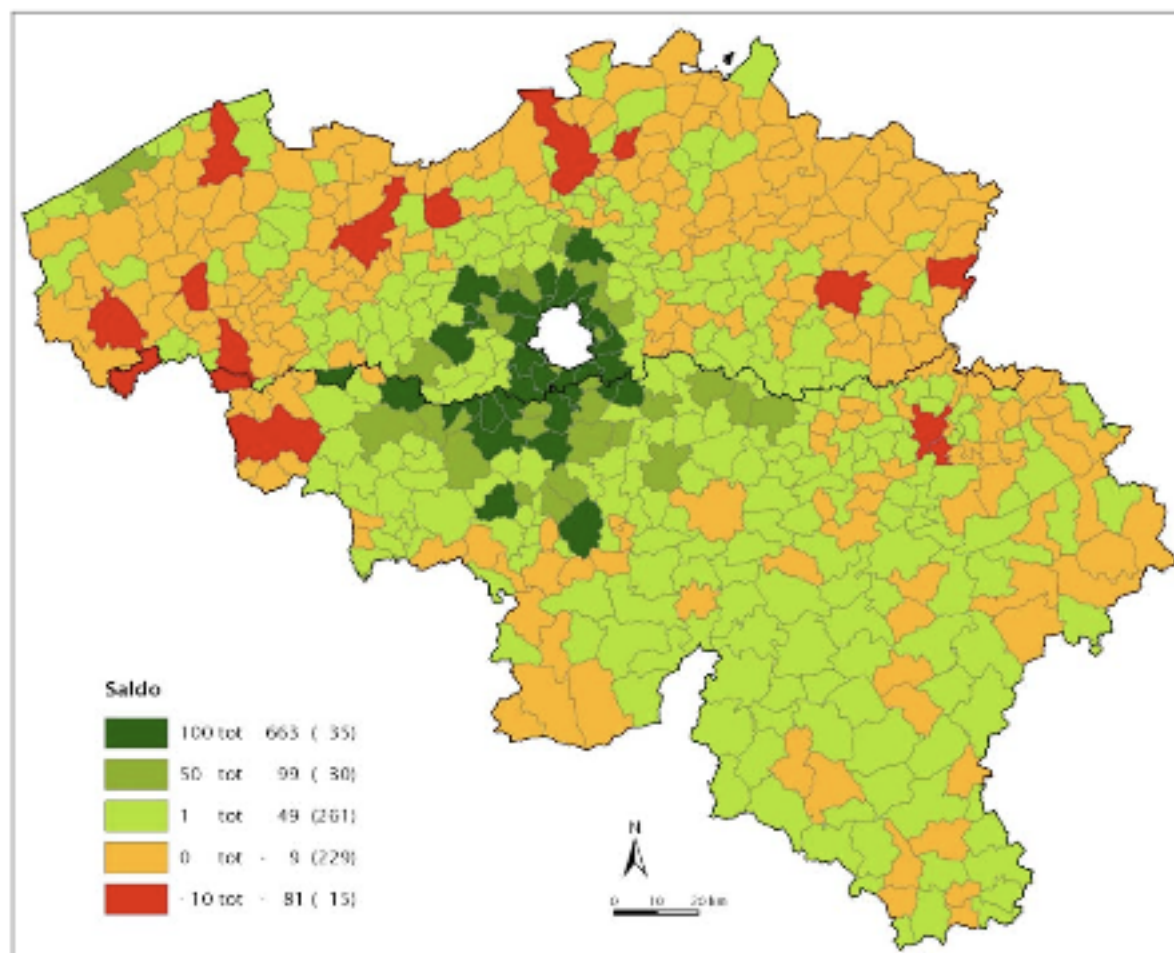 Saldo
100 tot 663 ( 35)
50 tot 99 ( 30)
1 tot 49 (261)
0 tot - 9 (229)
- 10 tot - 81 ( 15)
N
0 10 20 km